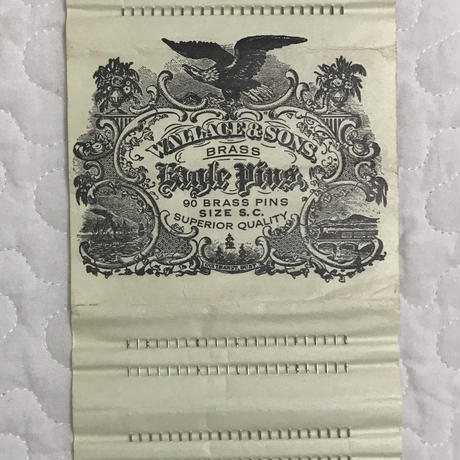 WALLACE & SONS,
BRASS
Eagle Pins,
90 BRASS PINS
SIZE S.C.
SUPERIOR QUALITY